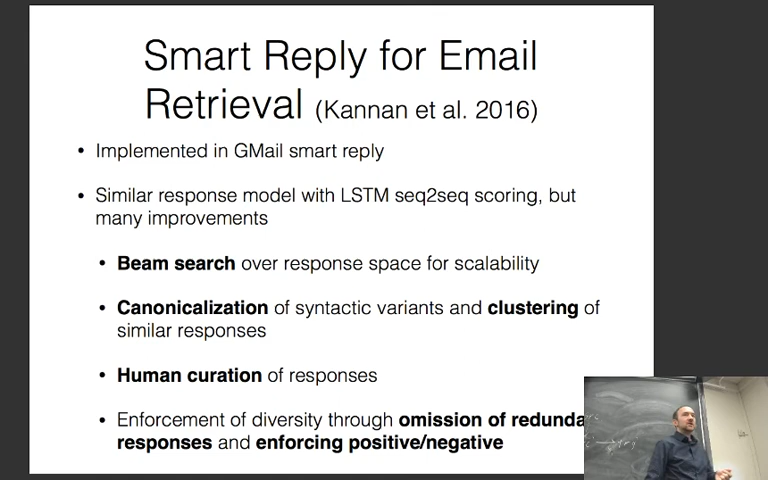 Smart Reply for Email
Retrieval (Kannan et al. 2016)
• Implemented in GMail smart reply
• Similar response model with LSTM seq2seq scoring, but
many improvements
• Beam search over response space for scalability
• Canonicalization of syntactic variants and clustering of
similar responses
• Human curation of responses
• Enforcement of diversity through omission of redunda
responses and enforcing positive/negative